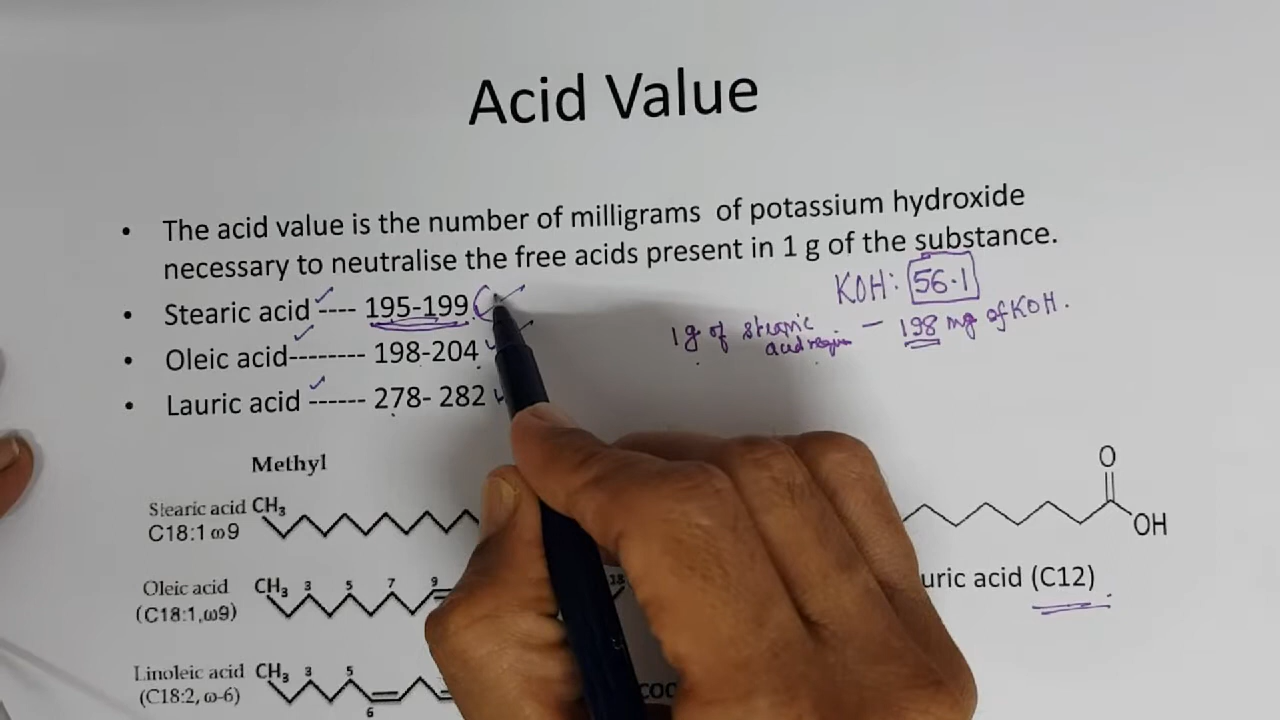 Acid Value
• The acid value is the number of milligrams of potassium hydroxide
necessary to neutralise the free acids present in 1 g of the substance.
KOH: 56.1
• Stearic acid ---- 195-199
1g of stearic – 198 mg of KOH.
acid
• Oleic acid-------- 198-204
• Lauric acid ------ 278- 282
Methyl
Stearic acid CH3
C18:1 ω9
O
OH
Oleic acid CH3 3 5 7 9 18
(C18:1,ω9)
uric acid (C12)
Linoleic acid CH3 3 5
(C18:2, ω-6)
6
COO